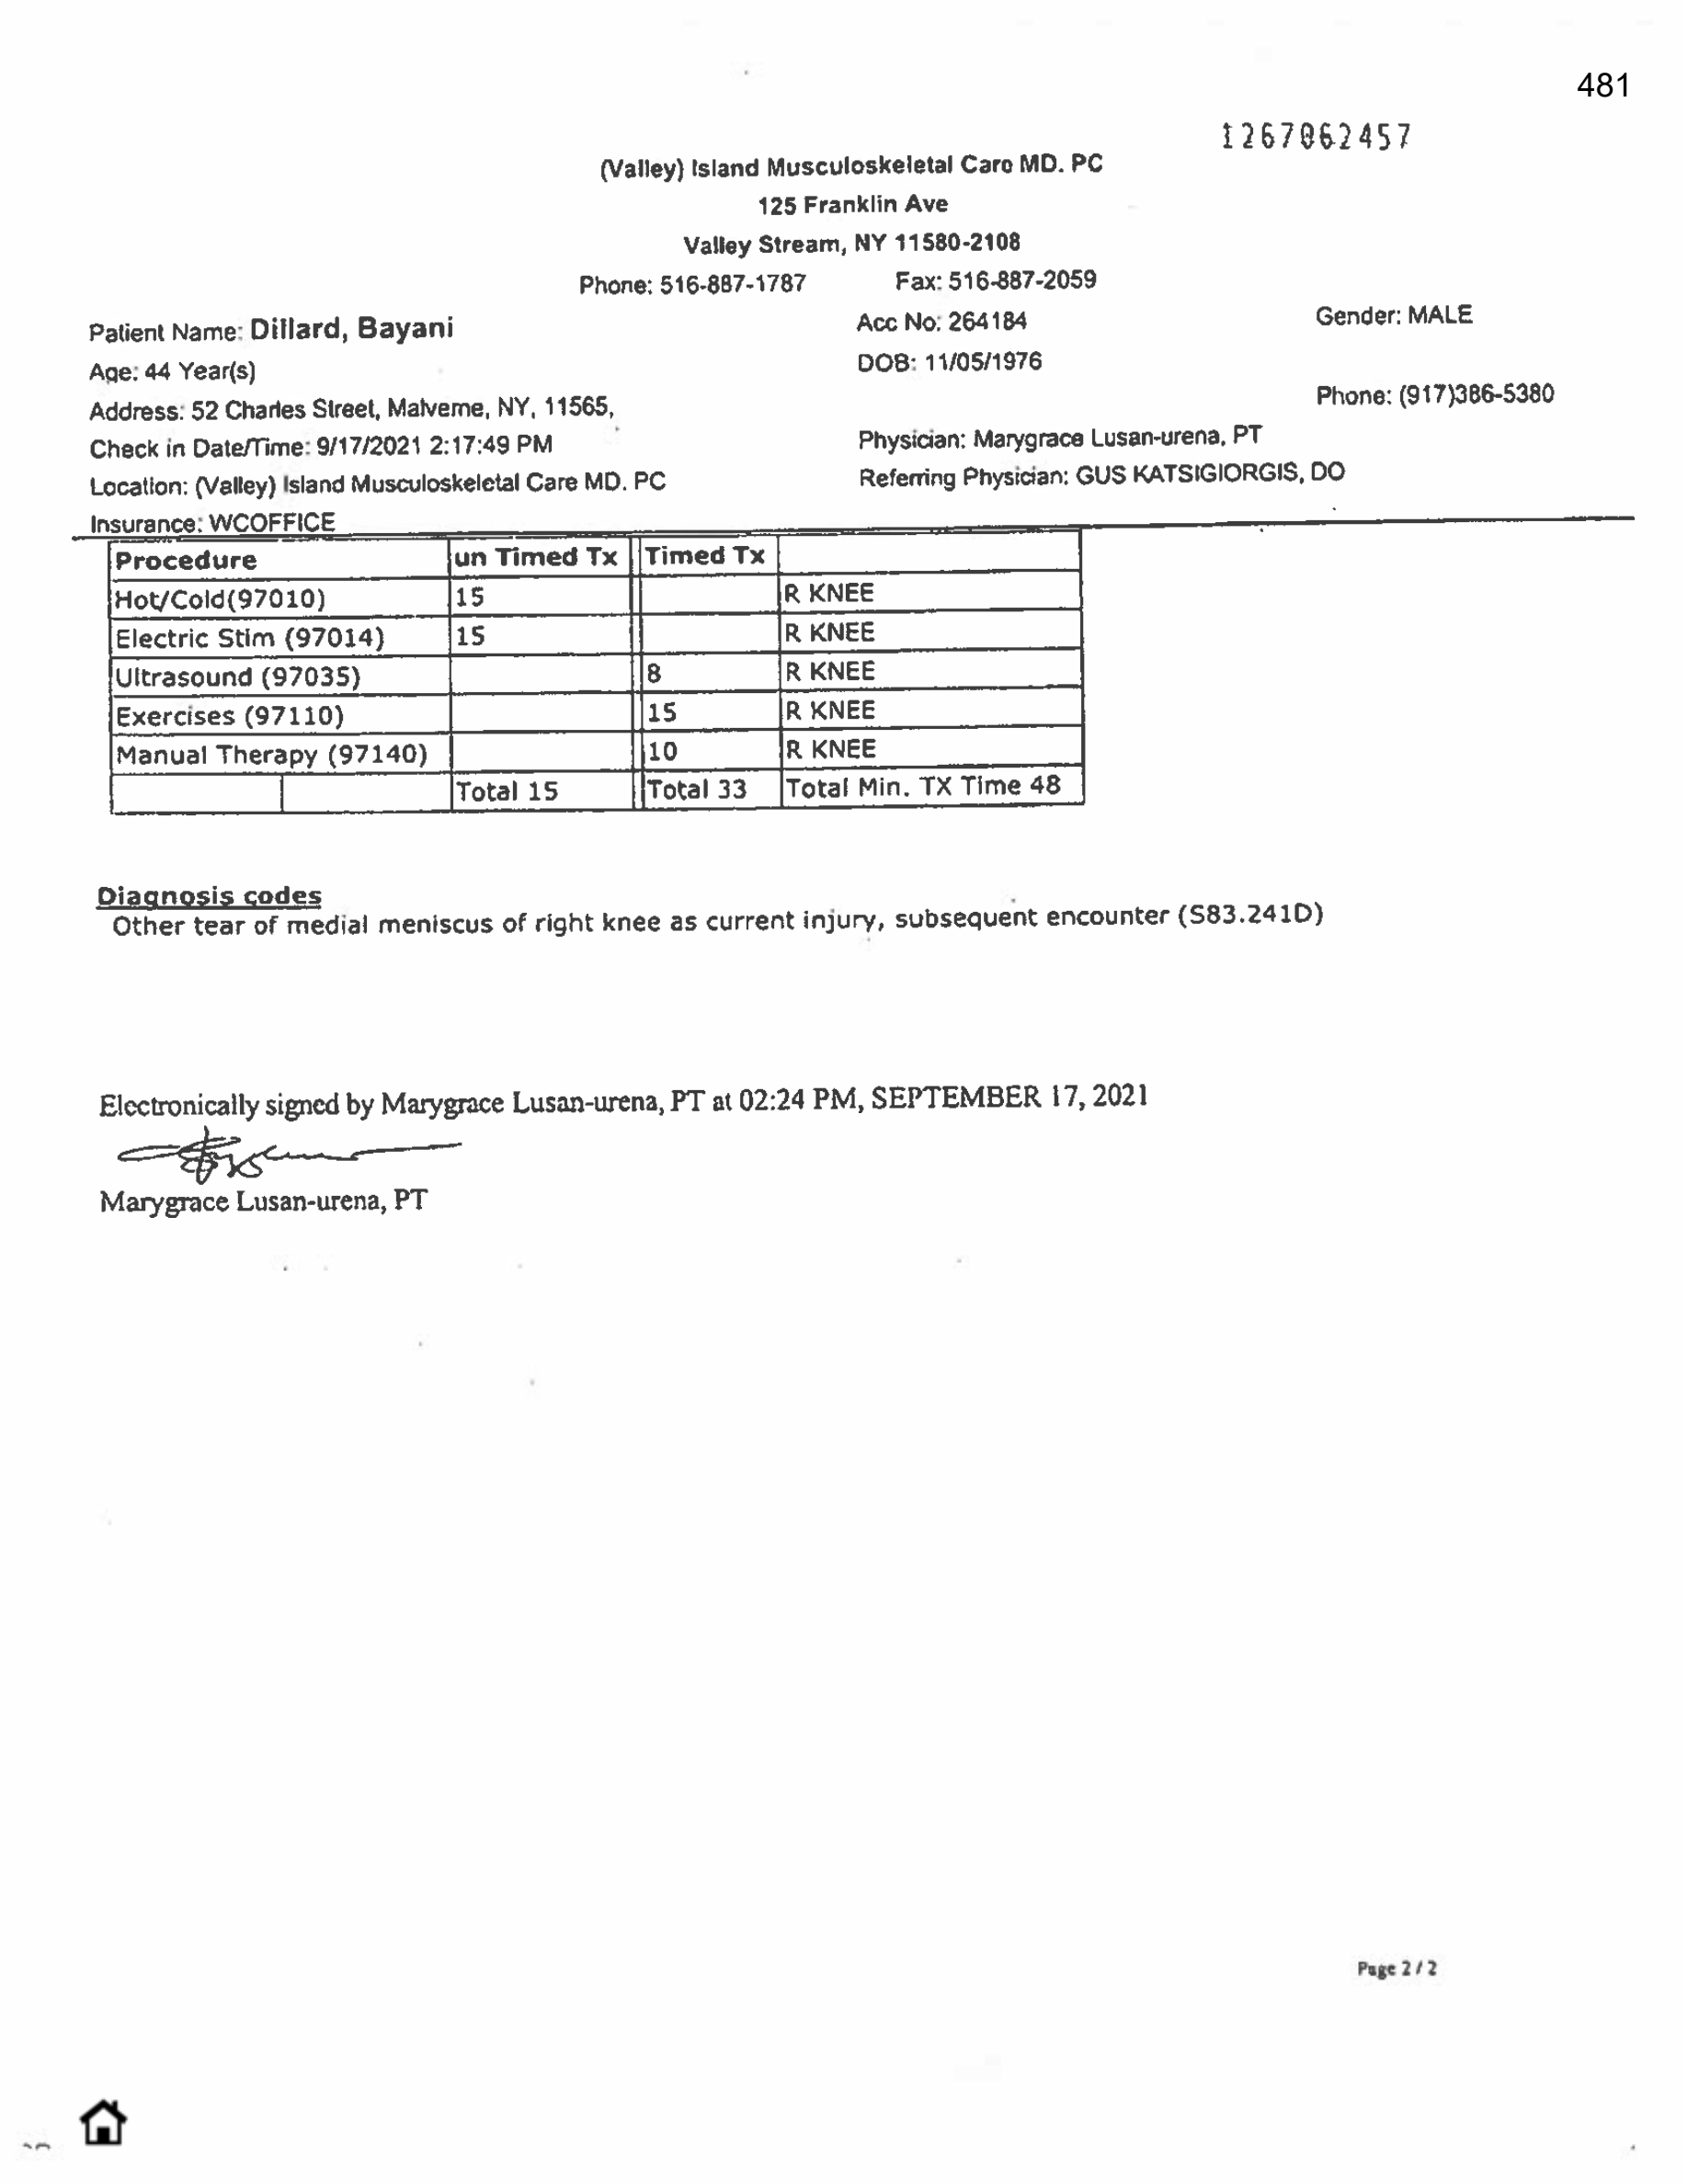 481
1267062457
(Valley) Island Musculoskeletal Care MD. PC
125 Franklin Ave
Valley Stream, NY 11580-2108
Phone: 516-887-1787 Fax: 516-887-2059
Patient Name: Dillard, Bayani Acc No: 264184 Gender: MALE
Age: 44 Year(s) DOB: 11/05/1976
Address: 52 Charles Street, Malverne, NY, 11565, Phone: (917)386-5380
Check in Date/Time: 9/17/2021 2:17:49 PM Physician: Marygrace Lusan-urena, PT
Location: (Valley) Island Musculoskeletal Care MD. PC Referring Physician: GUS KATSIGIORGIS, DO
Insurance: WCOFFICE
Procedure un Timed Tx Timed Tx
Hot/Cold(97010) 15 R KNEE
Electric Stim (97014) 15 R KNEE
Ultrasound (97035) 8 R KNEE
Exercises (97110) 15 R KNEE
Manual Therapy (97140) 10 R KNEE
Total 15 Total 33 Total Min. TX Time 48
Diagnosis codes
Other tear of medial meniscus of right knee as current injury, subsequent encounter (S83.241D)
Electronically signed by Marygrace Lusan-urena, PT at 02:24 PM, SEPTEMBER 17, 2021
Marygrace Lusan-urena, PT
Page 2 / 2